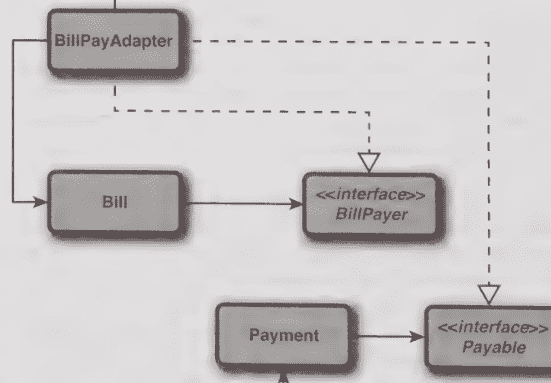 BillPayAdapter
Bill
<<interface>>
BillPayer
Payment
<<interface>>
Payable